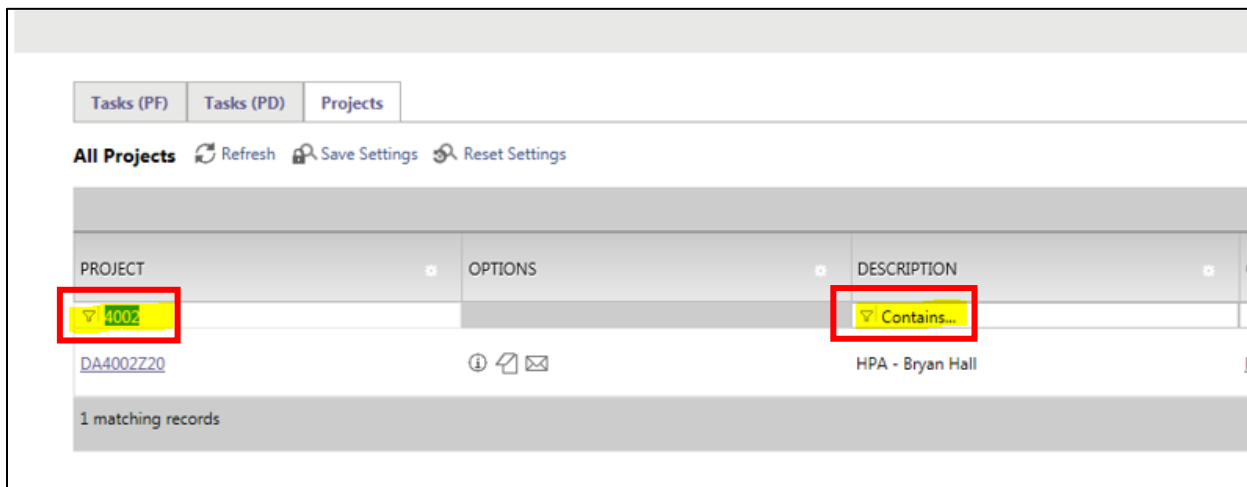 Tasks (PF) Tasks (PD) Projects
All Projects Refresh Save Settings Reset Settings
PROJECT OPTIONS DESCRIPTION
4002 Contains...
DA4002Z20 HPA - Bryan Hall
1 matching records